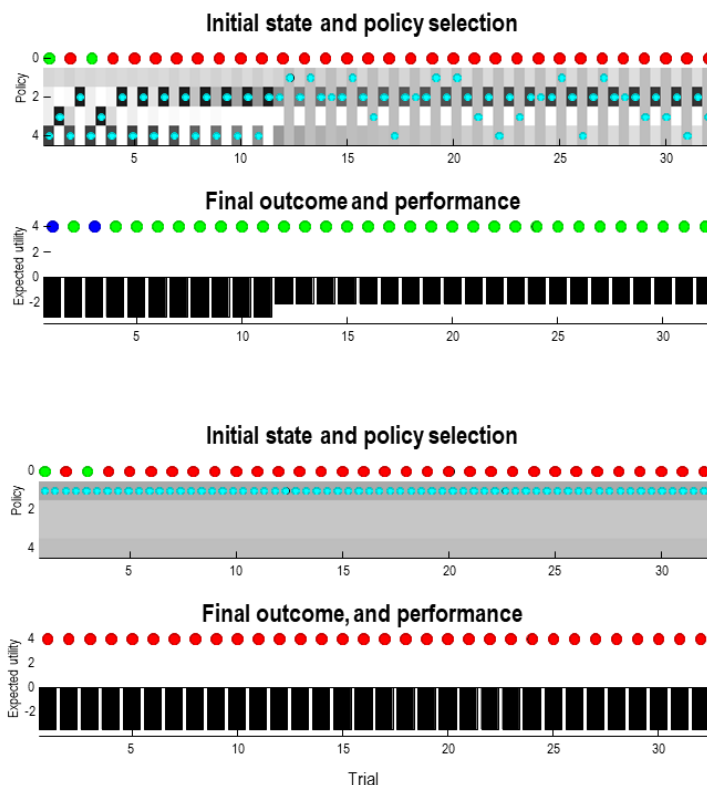 Initial state and policy selection
0
2
4
Policy
5 10 15 20 25 30
Final outcome and performance
4
2
0
-2
Expected utility
5 10 15 20 25 30
Initial state and policy selection
0
2
4
Policy
5 10 15 20 25 30
Final outcome, and performance
4
2
0
-2
Expected utility
5 10 15 20 25 30
Trial